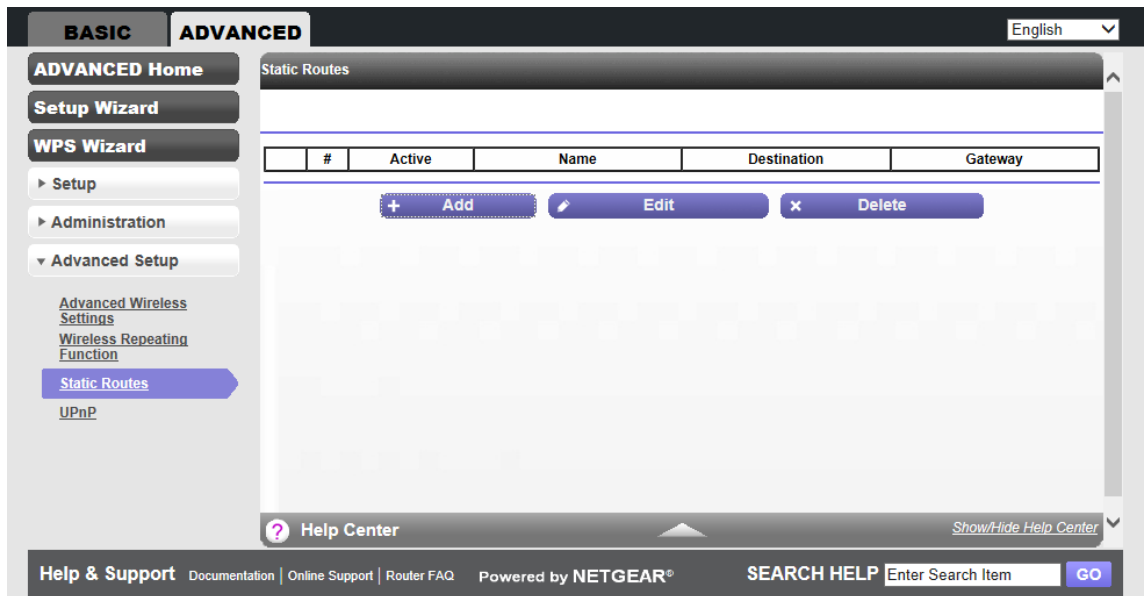 BASIC ADVANCED English
ADVANCED Home
Setup Wizard
WPS Wizard
Setup
Administration
Advanced Setup
Advanced Wireless
Settings
Wireless Repeating
Function
Static Routes
UPnP
Static Routes
# Active Name Destination Gateway
Add Edit Delete
? Help Center Show/Hide Help Center
Help & Support Documentation | Online Support | Router FAQ Powered by NETGEAR® SEARCH HELP Enter Search Item GO